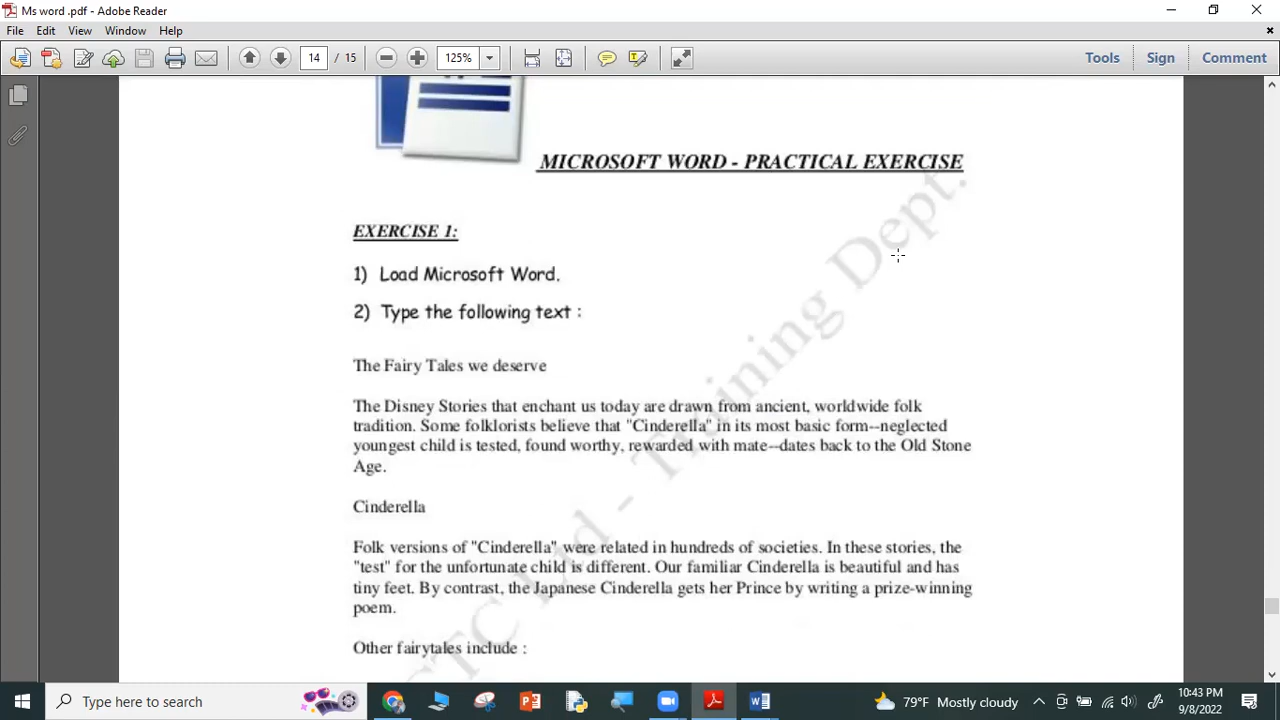 Ms word .pdf - Adobe Reader
File Edit View Window Help
14 / 15 125% Tools Sign Comment
MICROSOFT WORD - PRACTICAL EXERCISE
EXERCISE 1:
1) Load Microsoft Word.
2) Type the following text :
The Fairy Tales we deserve
The Disney Stories that enchant us today are drawn from ancient, worldwide folk
tradition. Some folklorists believe that "Cinderella" in its most basic form--neglected
youngest child is tested, found worthy, rewarded with mate--dates back to the Old Stone
Age.
Cinderella
Folk versions of "Cinderella" were related in hundreds of societies. In these stories, the
"test" for the unfortunate child is different. Our familiar Cinderella is beautiful and has
tiny feet. By contrast, the Japanese Cinderella gets her Prince by writing a prize-winning
poem.
Other fairytales include :
TC Ltd - Training Dept.
Type here to search
79°F Mostly cloudy
10:43 PM
9/8/2022